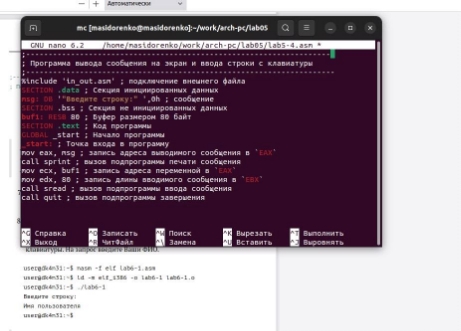 Автоматически
mc [masidorenko@masidorenko]:~/work/arch-pc/lab05
GNU nano 6.2 /home/masidorenko/work/arch-pc/lab05/lab5-4.asm *
;--------------------------------
; Программа вывода сообщения на экран и ввода строки с клавиатуры
;--------------------------------
%include 'in_out.asm' ; подключение внешнего файла
SECTION .data ; Секция инициированных данных
msg: DB 'Введите строку: ',0h ; сообщение
SECTION .bss ; Секция не инициированных данных
buf1: RESB 80 ; Буфер размером 80 байт
SECTION .text ; Код программы
GLOBAL _start ; Начало программы
_start: ; Точка входа в программу
mov eax, msg ; запись адреса выводимого сообщения в `EAX`
call sprint ; вызов подпрограммы печати сообщения
mov ecx, buf1 ; запись адреса переменной в `EAX`
mov edx, 80 ; запись длины вводимого сообщения в `EBX`
call sread ; вызов подпрограммы ввода сообщения
call quit ; вызов подпрограммы завершения
^G Справка ^O Записать ^W Поиск ^K Вырезать ^T Выполнить
^X Выход ^R ЧитФайл ^\ Замена ^U Вставить ^J Выровнять
клавиатуры. На запрос введите Ваши ФИО.
user@dk4n31:~$ nasm -f elf lab6-1.asm
user@dk4n31:~$ ld -m elf_i386 -o lab6-1 lab6-1.o
user@dk4n31:~$ ./lab6-1
Введите строку:
Имя пользователя
user@dk4n31:~$